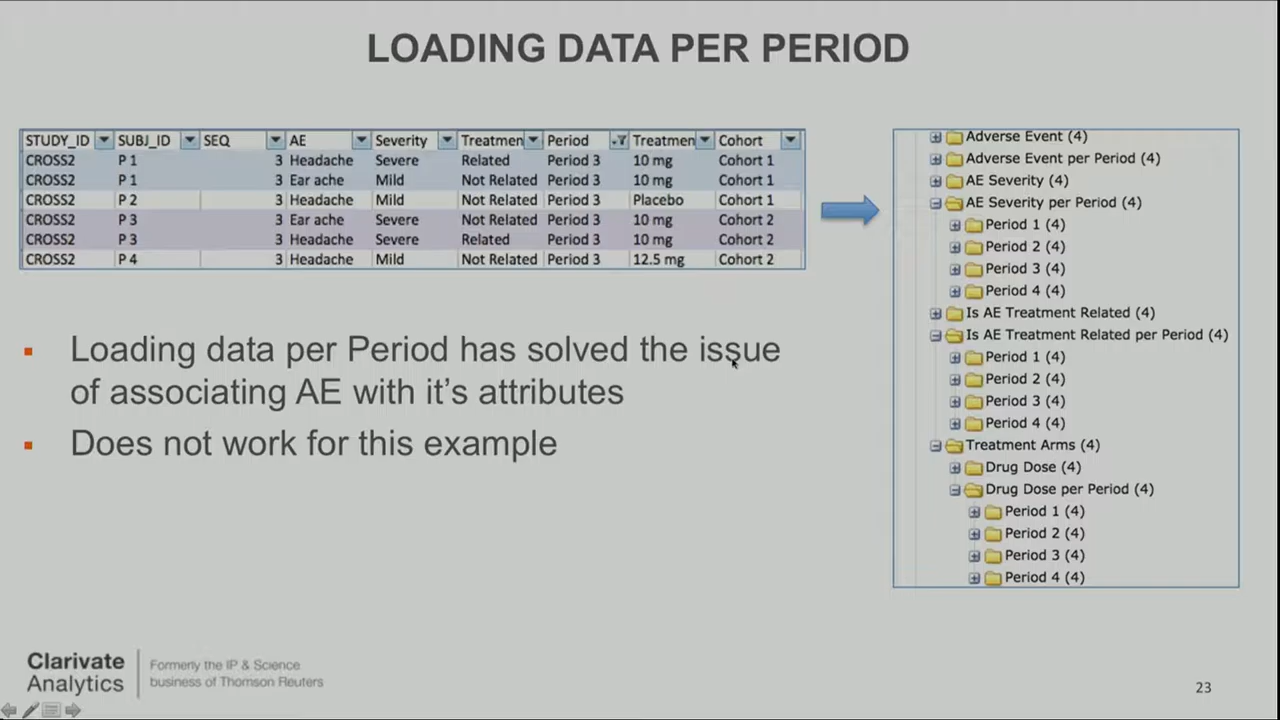 LOADING DATA PER PERIOD
STUDY_ID SUBJ_ID SEQ AE Severity Treatmen Period Treatmen Cohort
CROSS2 P 1 3 Headache Severe Related Period 3 10 mg Cohort 1
CROSS2 P 1 3 Ear ache Mild Not Related Period 3 10 mg Cohort 1
CROSS2 P 2 3 Headache Mild Not Related Period 3 Placebo Cohort 1
CROSS2 P 3 3 Ear ache Severe Not Related Period 3 10 mg Cohort 2
CROSS2 P 3 3 Headache Severe Related Period 3 10 mg Cohort 2
CROSS2 P 4 3 Headache Mild Not Related Period 3 12.5 mg Cohort 2
Adverse Event (4)
Adverse Event per Period (4)
AE Severity (4)
AE Severity per Period (4)
Period 1 (4)
Period 2 (4)
Period 3 (4)
Period 4 (4)
Is AE Treatment Related (4)
Is AE Treatment Related per Period (4)
Period 1 (4)
Period 2 (4)
Period 3 (4)
Period 4 (4)
Treatment Arms (4)
Drug Dose (4)
Drug Dose per Period (4)
Period 1 (4)
Period 2 (4)
Period 3 (4)
Period 4 (4)
Loading data per Period has solved the issue
of associating AE with it's attributes
Does not work for this example
Clarivate
Analytics
Formerly the IP & Science
business of Thomson Reuters
23